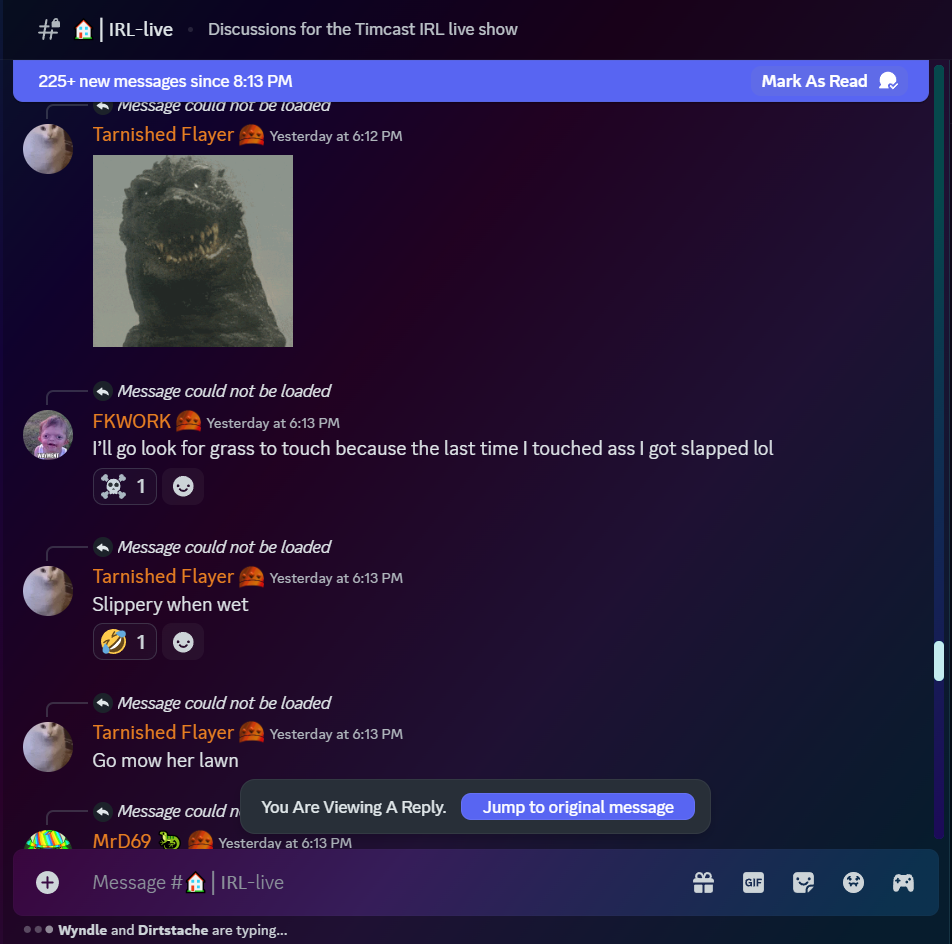 IRL-live
Discussions for the Timcast IRL live show
225+ new messages since 8:13 PM
Mark As Read
Message could not be loaded
Tarnished Flayer Yesterday at 6:12 PM
Message could not be loaded
FKWORK Yesterday at 6:13 PM
I’ll go look for grass to touch because the last time I touched ass I got slapped lol
1
Message could not be loaded
Tarnished Flayer Yesterday at 6:13 PM
Slippery when wet
1
Message could not be loaded
Tarnished Flayer Yesterday at 6:13 PM
Go mow her lawn
Message could n
You Are Viewing A Reply. Jump to original message
MrD69 Yesterday at 6:13 PM
Message # | IRL-live
GIF
Wyndle and Dirtstache are typing...